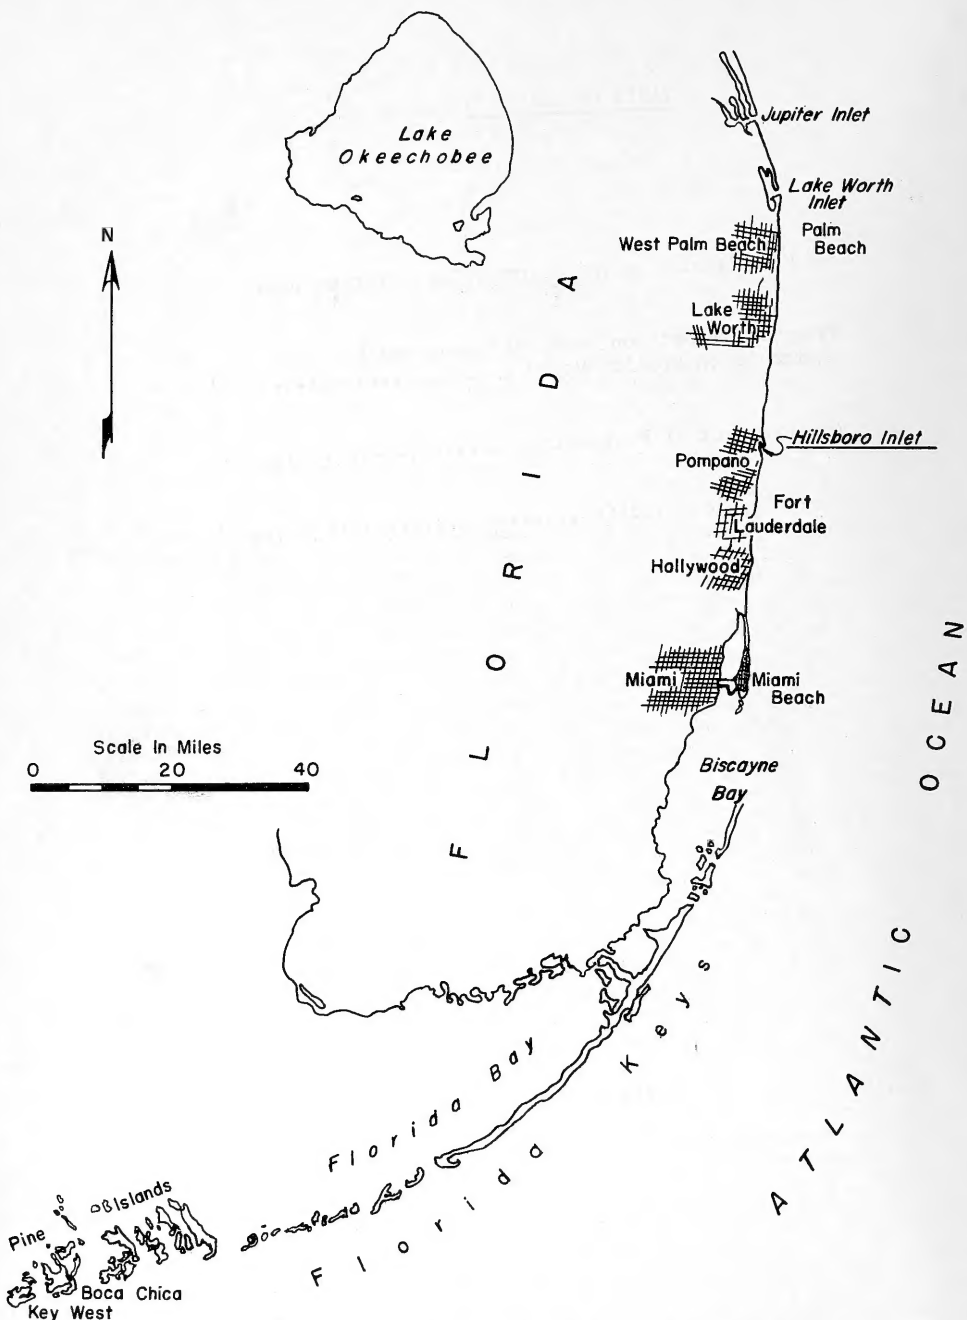 Lake
Okeechobee
Jupiter Inlet
Lake Worth
Inlet
N
West Palm Beach
Palm
Beach
Lake
Worth
Hillsboro Inlet
Pompano
Fort
Lauderdale
Hollywood
FLORIDA
Miami
Miami
Beach
Scale In Miles
0 20 40
Biscayne
Bay
ATLANTIC OCEAN
Florida Keys
Florida Bay
Pine Islands
Boca Chica
Key West